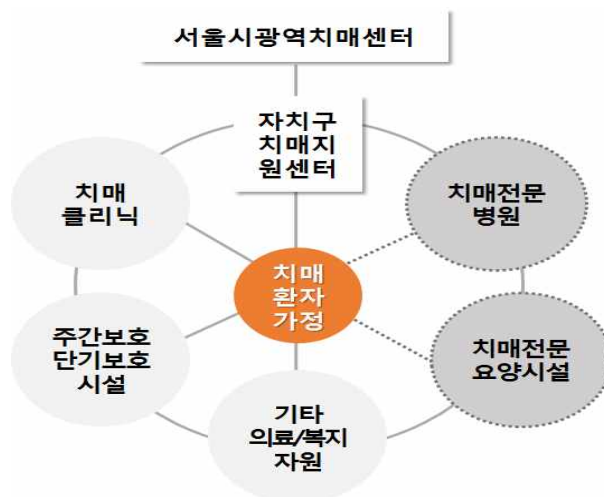 서울시광역치매센터
자치구
치매지
원센터
치매
클리닉
치매전문
병원
치매
환자
가정
주간보호
단기보호
시설
치매전문
요양시설
기타
의료/복지
자원